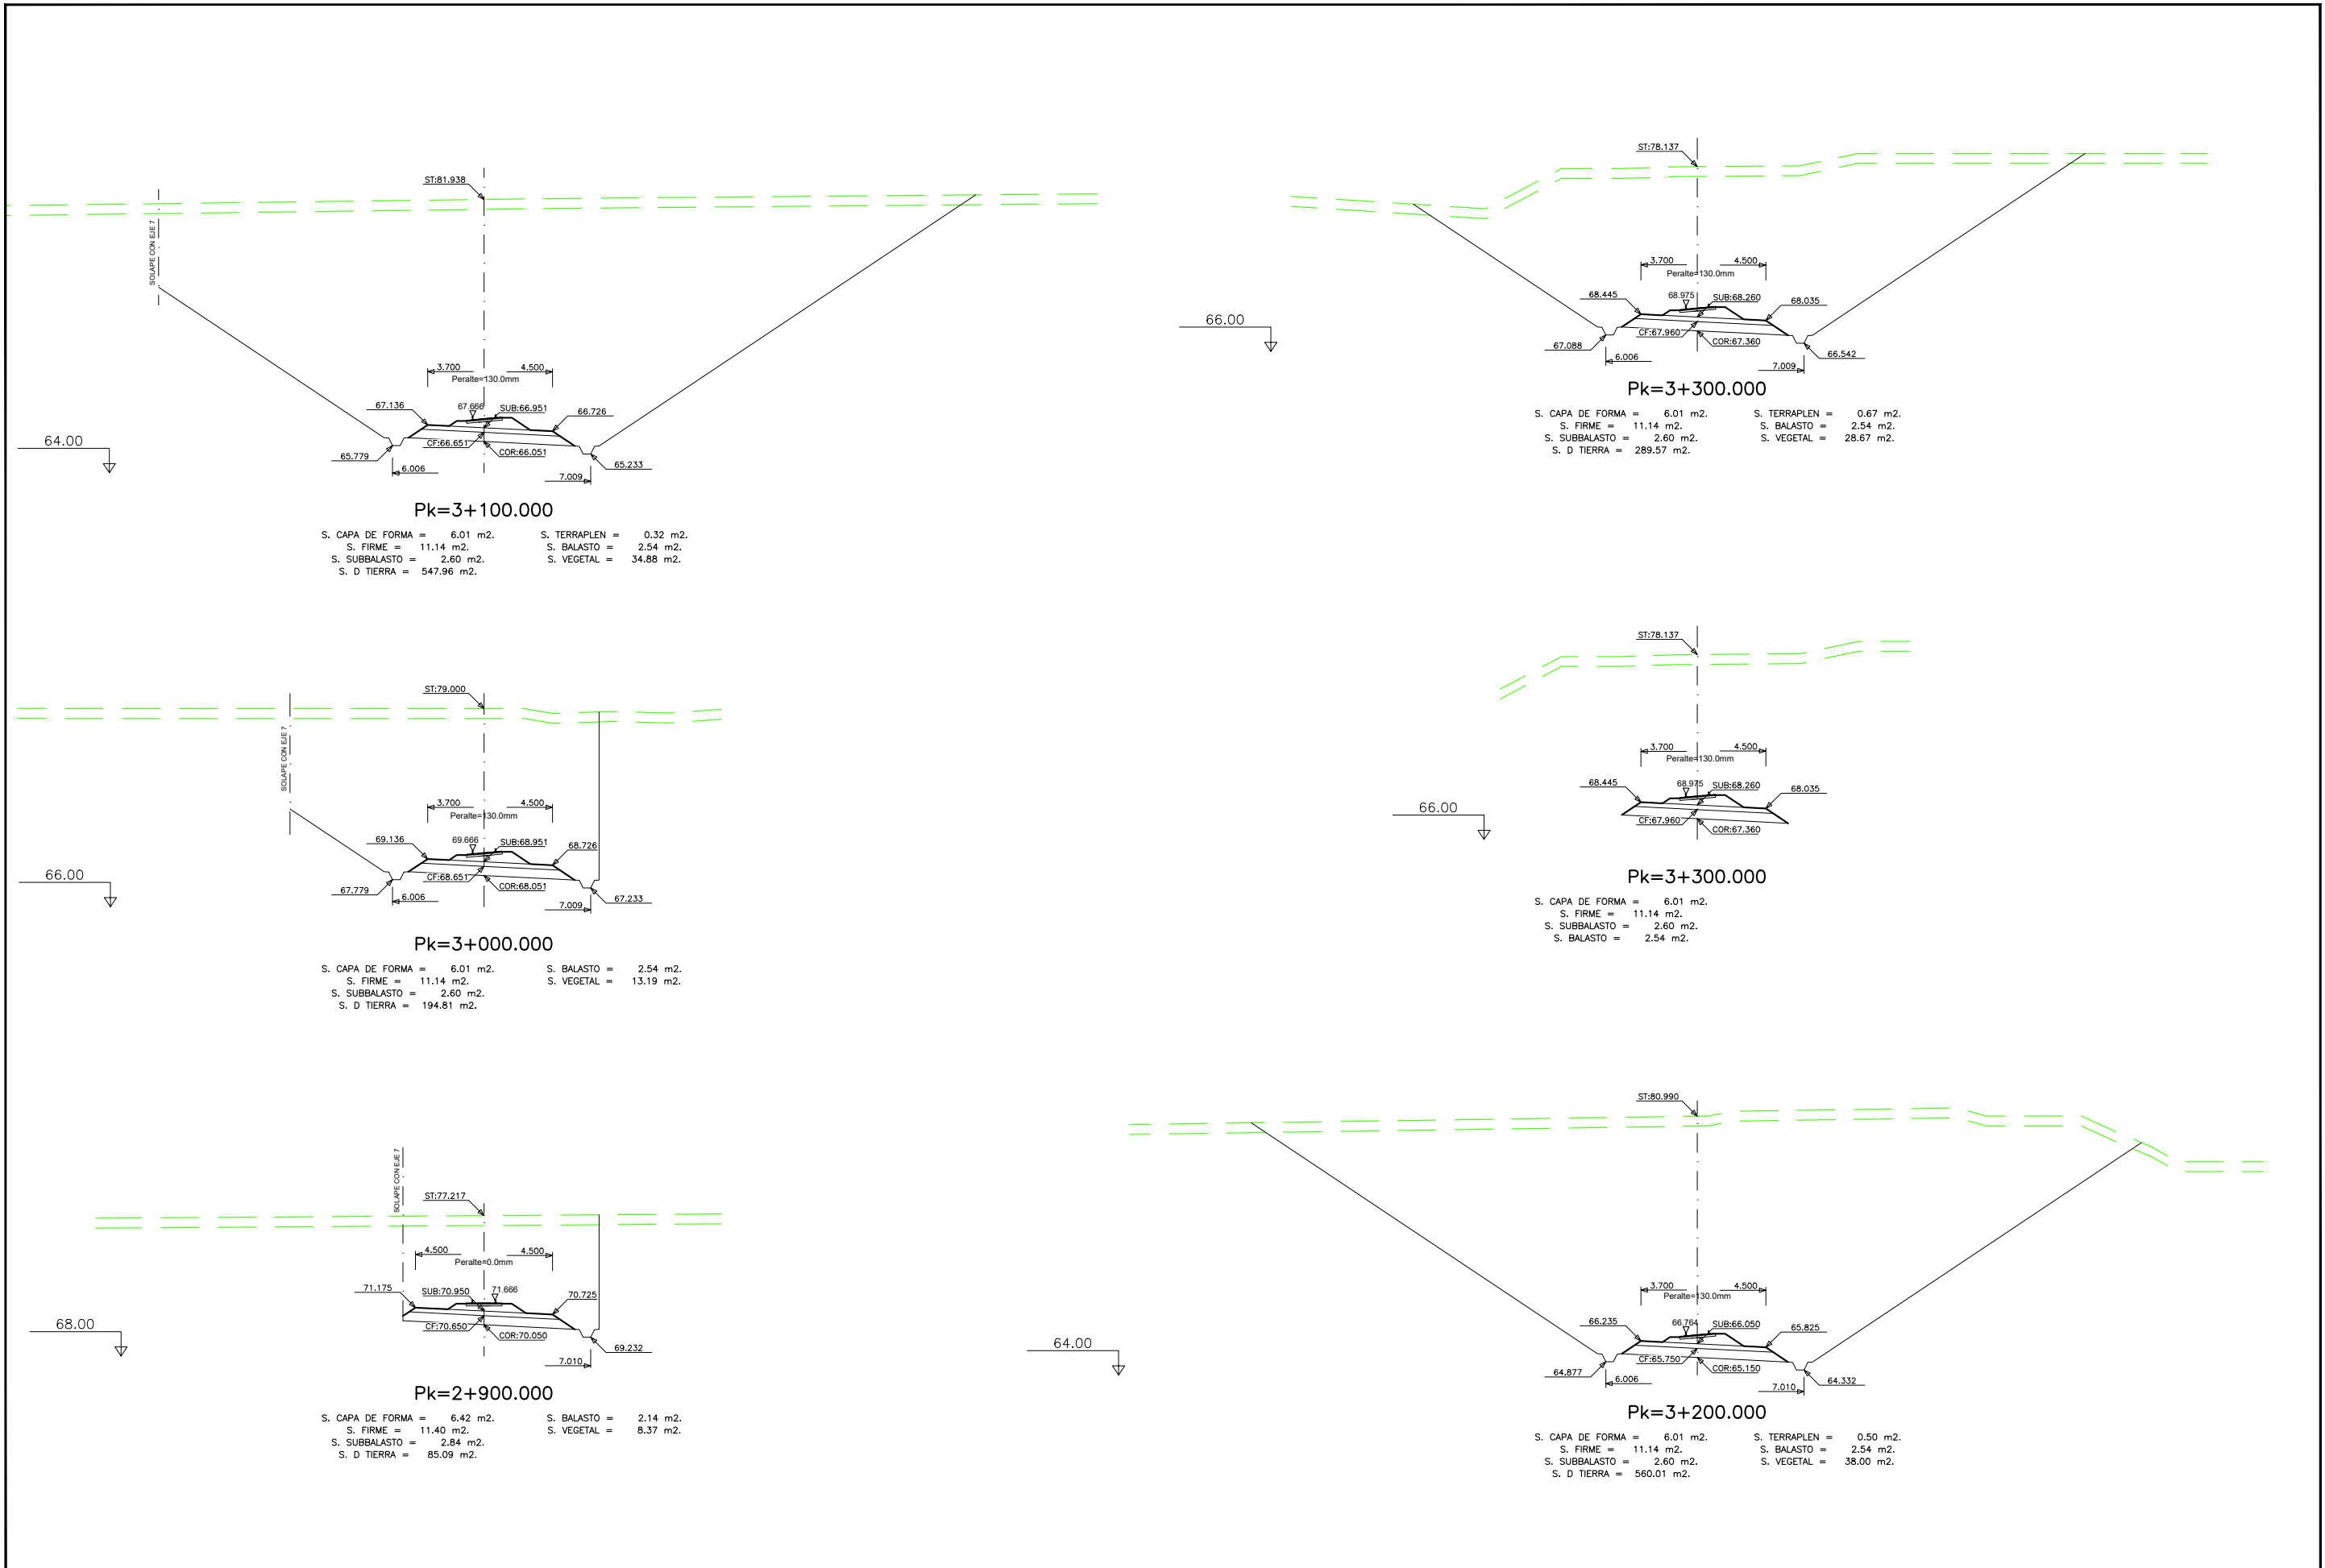 ST:81.938
SOLAPE CON EJE 7
3.700 4.500
Peralte=130.0mm
67.136 67.666 SUB:66.951 66.726
64.00
CF:66.651 COR:66.051
65.779 6.006 65.233
7.009
Pk=3+100.000
S. CAPA DE FORMA = 6.01 m2. S. TERRAPLEN = 0.32 m2.
S. FIRME = 11.14 m2. S. BALASTO = 2.54 m2.
S. SUBBALASTO = 2.60 m2. S. VEGETAL = 34.88 m2.
S. D TIERRA = 547.96 m2.
ST:79.000
SOLAPE CON EJE 7
3.700 4.500
Peralte=130.0mm
69.136 69.666 SUB:68.951 68.726
66.00
CF:68.651 COR:68.051
67.779 6.006 67.233
7.009
Pk=3+000.000
S. CAPA DE FORMA = 6.01 m2. S. BALASTO = 2.54 m2.
S. FIRME = 11.14 m2. S. VEGETAL = 13.19 m2.
S. SUBBALASTO = 2.60 m2.
S. D TIERRA = 194.81 m2.
SOLAPE CON EJE 7
ST:77.217
4.500 4.500
Peralte=0.0mm
71.175 SUB:70.950 71.666 70.725
68.00
CF:70.650 COR:70.050
69.232
7.010
Pk=2+900.000
S. CAPA DE FORMA = 6.42 m2. S. BALASTO = 2.14 m2.
S. FIRME = 11.40 m2. S. VEGETAL = 8.37 m2.
S. SUBBALASTO = 2.84 m2.
S. D TIERRA = 85.09 m2.
ST:78.137
3.700 4.500
Peralte=130.0mm
68.445 68.975 SUB:68.260 68.035
66.00
CF:67.960 COR:67.360
67.088 6.006 66.542
7.009
Pk=3+300.000
S. CAPA DE FORMA = 6.01 m2. S. TERRAPLEN = 0.67 m2.
S. FIRME = 11.14 m2. S. BALASTO = 2.54 m2.
S. SUBBALASTO = 2.60 m2. S. VEGETAL = 28.67 m2.
S. D TIERRA = 289.57 m2.
ST:78.137
3.700 4.500
Peralte=130.0mm
68.445 68.975 SUB:68.260 68.035
66.00
CF:67.960 COR:67.360
Pk=3+300.000
S. CAPA DE FORMA = 6.01 m2.
S. FIRME = 11.14 m2.
S. SUBBALASTO = 2.60 m2.
S. BALASTO = 2.54 m2.
ST:80.990
3.700 4.500
Peralte=130.0mm
66.235 66.764 SUB:66.050 65.825
64.00
CF:65.750 COR:65.150
64.877 6.006 64.332
7.010
Pk=3+200.000
S. CAPA DE FORMA = 6.01 m2. S. TERRAPLEN = 0.50 m2.
S. FIRME = 11.14 m2. S. BALASTO = 2.54 m2.
S. SUBBALASTO = 2.60 m2. S. VEGETAL = 38.00 m2.
S. D TIERRA = 560.01 m2.